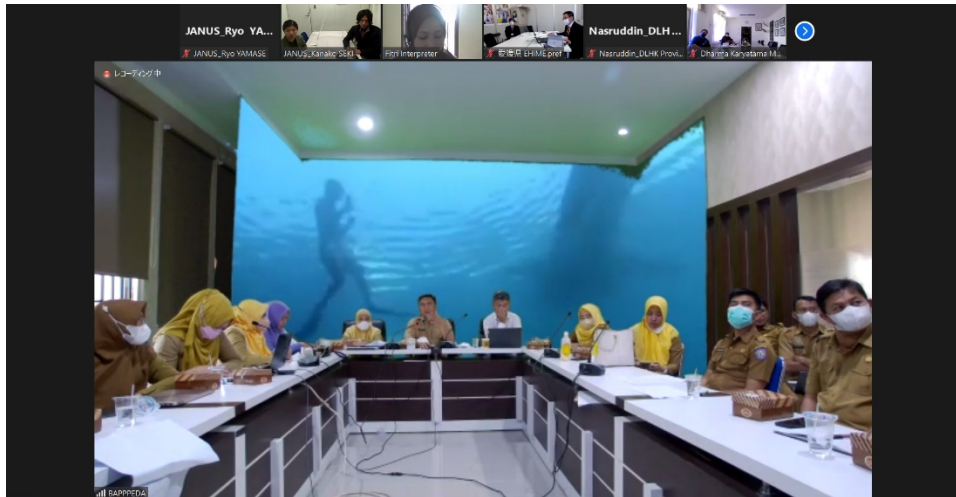 JANUS_Ryo YA...
JANUS_Ryo YAMASE
JANUS_Kanako SEKI
Fitri Interpreter
愛媛県 EHIME pref
Nasruddin_DLH ...
Nasruddin_DLHK Provi...
Dharma Karyatama M...
レコーディング中
BAPPPEDA